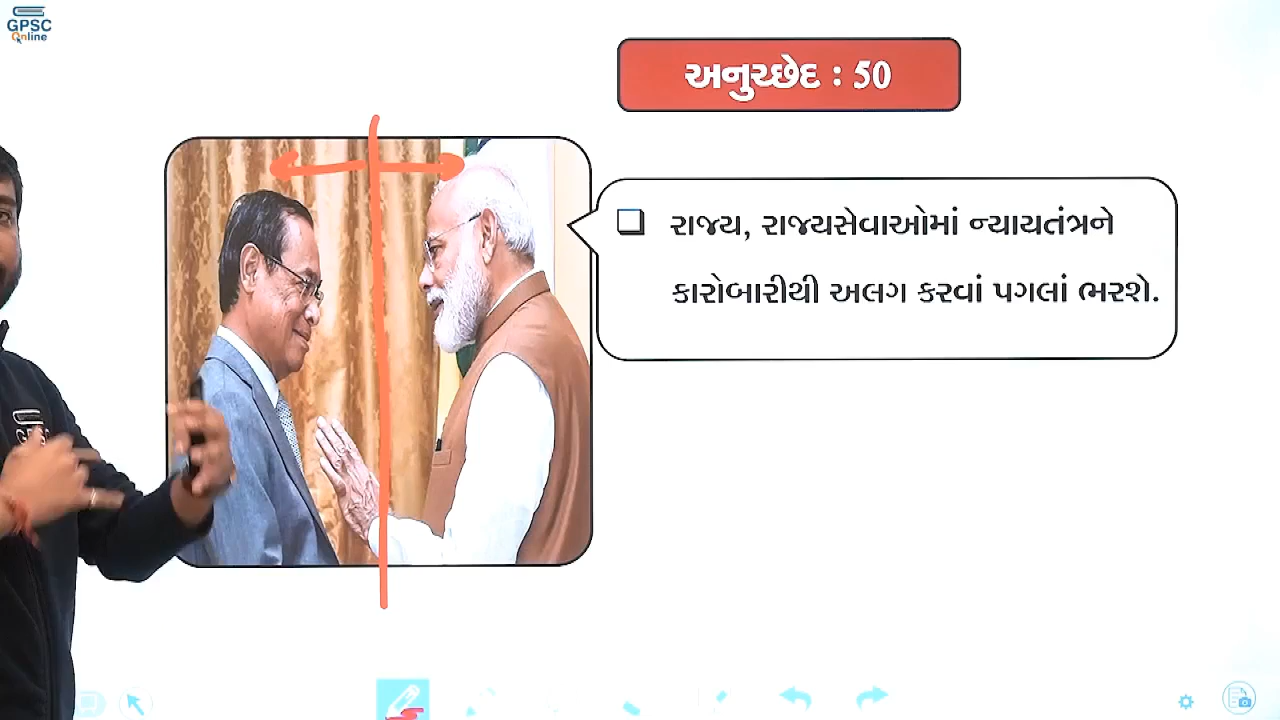 GPSC
Online
અનુચ્છેદ : 50
રાજ્ય, રાજ્યસેવાઓમાં ન્યાયતંત્રને
કારોબારીથી અલગ કરવાં પગલાં ભરશે.